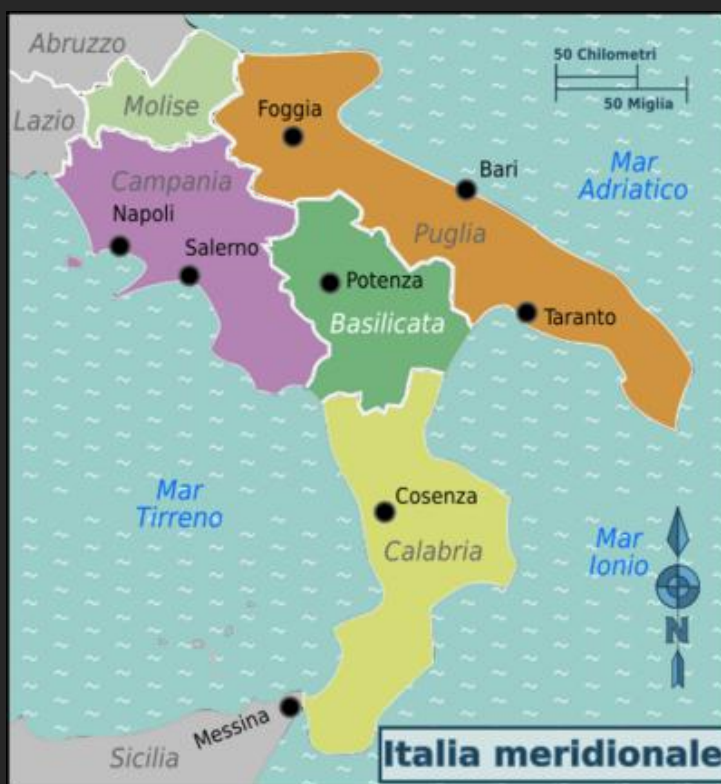 Abruzzo
50 Chilometri
50 Miglia
Molise
Lazio
Foggia
Mar
Adriatico
Bari
Campania
Napoli
Puglia
Salerno
Potenza
Taranto
Basilicata
Mar
Tirreno
Cosenza
Mar
Ionio
Calabria
N
Messina
Sicilia
Italia meridionale